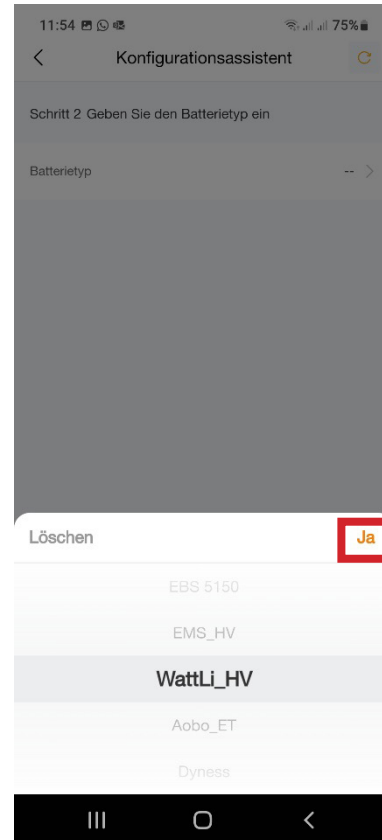 11:54 75%
Konfigurationsassistent
Schritt 2 Geben Sie den Batterietyp ein
Batterietyp --
Löschen Ja
EBS 5150
EMS_HV
WattLi_HV
Aobo_ET
Dyness